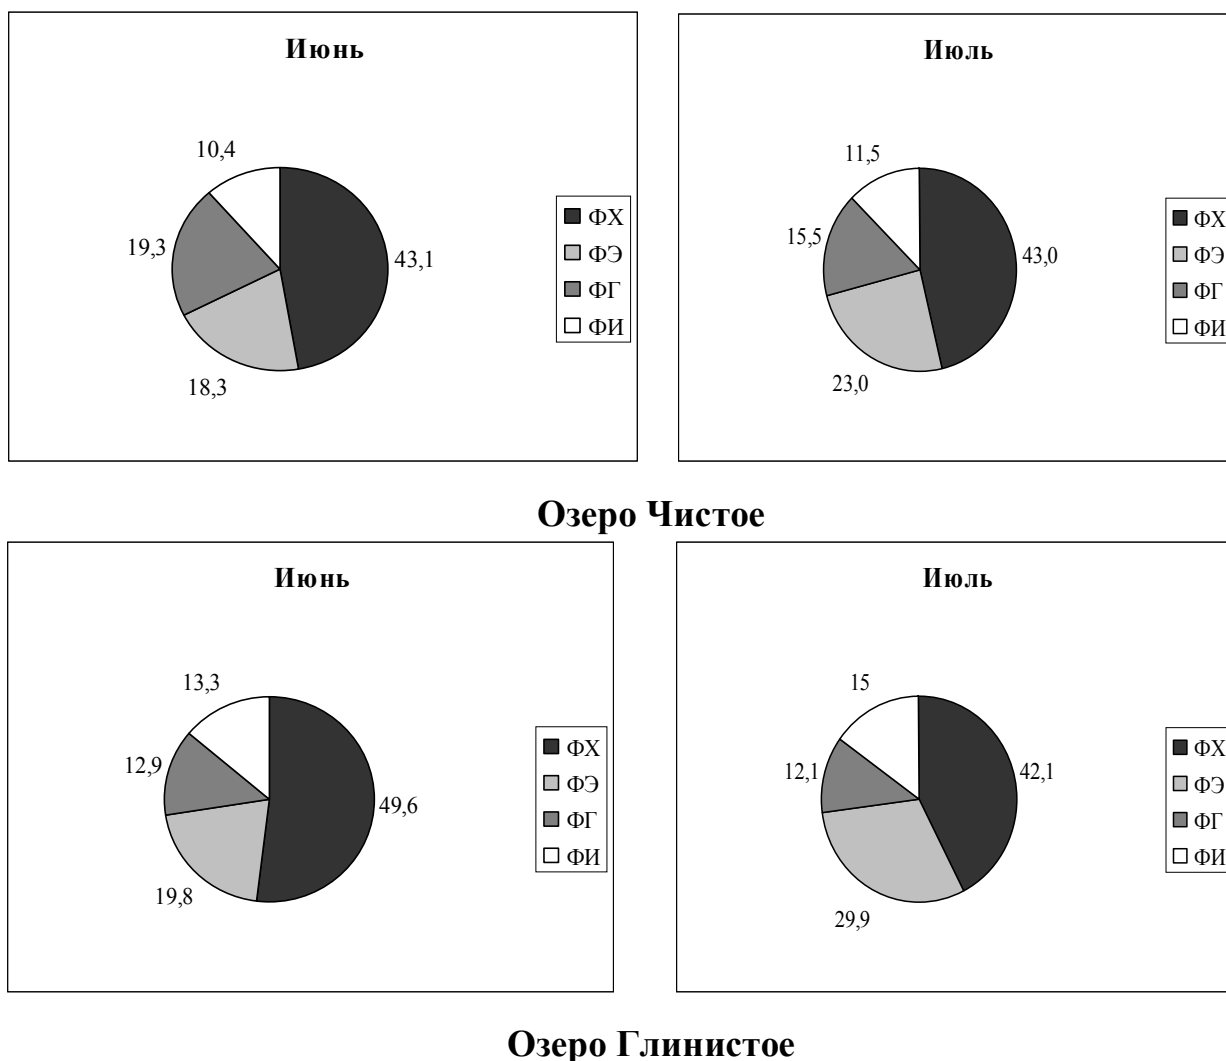 Июнь
10,4
19,3
43,1
18,3
ФХ
ФЭ
ФГ
ФИ
Июль
11,5
15,5
43,0
23,0
ФХ
ФЭ
ФГ
ФИ
Озеро Чистое
Июнь
13,3
12,9
49,6
19,8
ФХ
ФЭ
ФГ
ФИ
Июль
15
12,1
42,1
29,9
ФХ
ФЭ
ФГ
ФИ
Озеро Глинистое